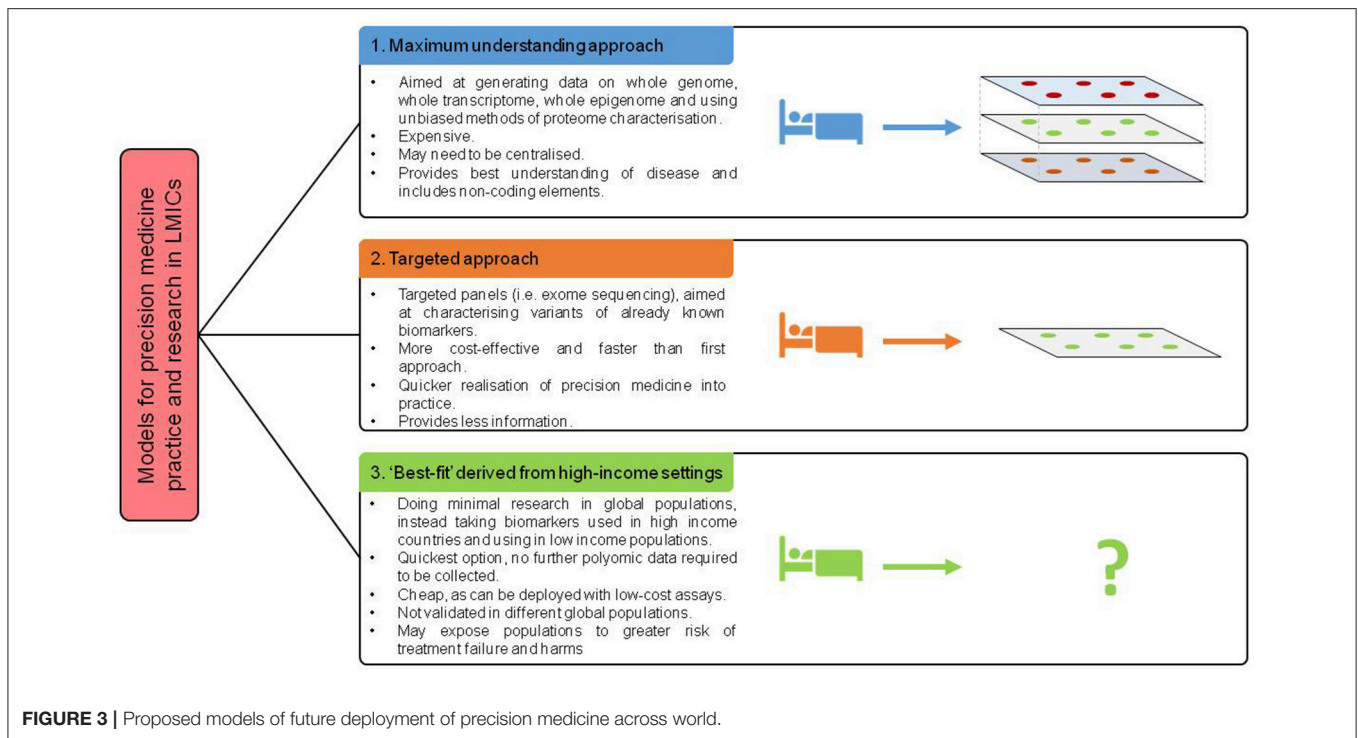 Models for precision medicine
practice and research in LMICs
1. Maximum understanding approach
• Aimed at generating data on whole genome,
whole transcriptome, whole epigenome and using
unbiased methods of proteome characterisation.
• Expensive.
• May need to be centralised.
• Provides best understanding of disease and
includes non-coding elements.
2. Targeted approach
• Targeted panels (i.e. exome sequencing), aimed
at characterising variants of already known
biomarkers.
• More cost-effective and faster than first
approach.
• Quicker realisation of precision medicine into
practice.
• Provides less information.
3. ‘Best-fit’ derived from high-income settings
• Doing minimal research in global populations,
instead taking biomarkers used in high income
countries and using in low income populations.
• Quickest option, no further polyomic data required
to be collected.
• Cheap, as can be deployed with low-cost assays.
• Not validated in different global populations.
• May expose populations to greater risk of
treatment failure and harms
?
FIGURE 3 | Proposed models of future deployment of precision medicine across world.